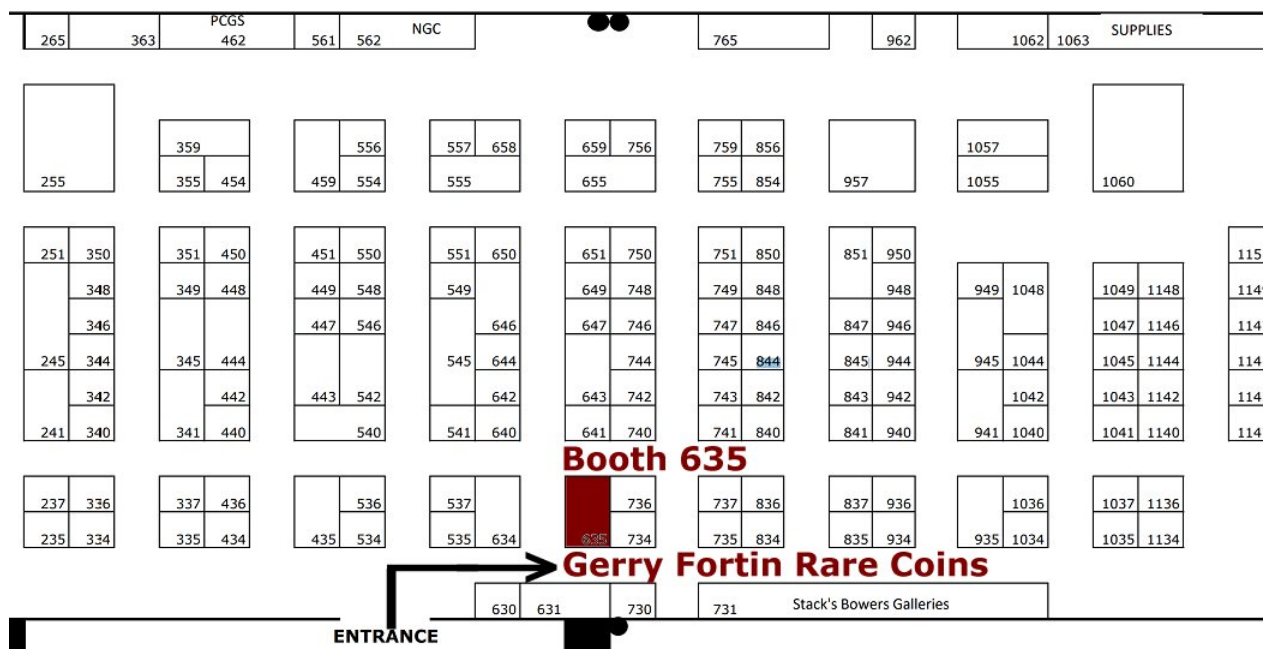 PCGS
NGC
SUPPLIES
265 363 462 561 562 765 962 1062 1063
359 556 557 658 659 756 759 856 1057
255 355 454 459 554 555 655 755 854 957 1055 1060
251 350 351 450 451 550 551 650 651 750 751 850 851 950
348 349 448 449 548 549 649 748 749 848 948 949 1048 1049 1148
346 447 546 646 647 746 747 846 847 946 1047 1146
245 344 345 444 545 644 744 745 844 845 944 945 1044 1045 1144
342 442 443 542 642 643 742 743 842 843 942 1042 1043 1142
241 340 341 440 540 541 640 641 740 741 840 841 940 941 1040 1041 1140
Booth 635
237 336 337 436 536 537 736 737 836 837 936 1036 1037 1136
235 334 335 434 435 534 535 634 635 734 735 834 835 934 935 1034 1035 1134
Gerry Fortin Rare Coins
630 631 730 731 Stack's Bowers Galleries
ENTRANCE